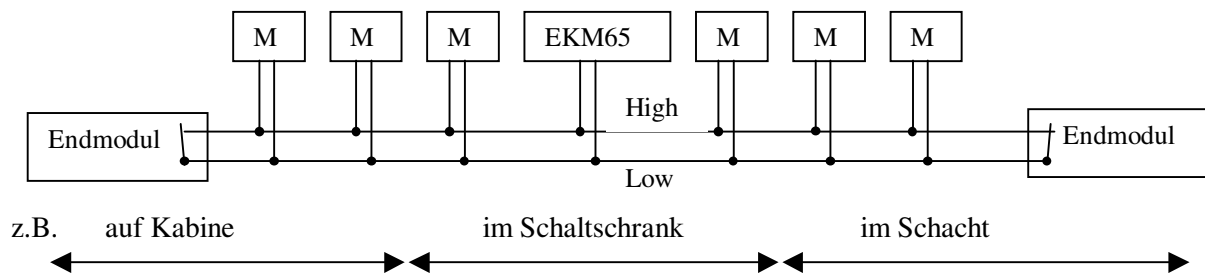 M M M EKM65 M M M
High
Endmodul Endmodul
Low
z.B. auf Kabine im Schaltschrank im Schacht